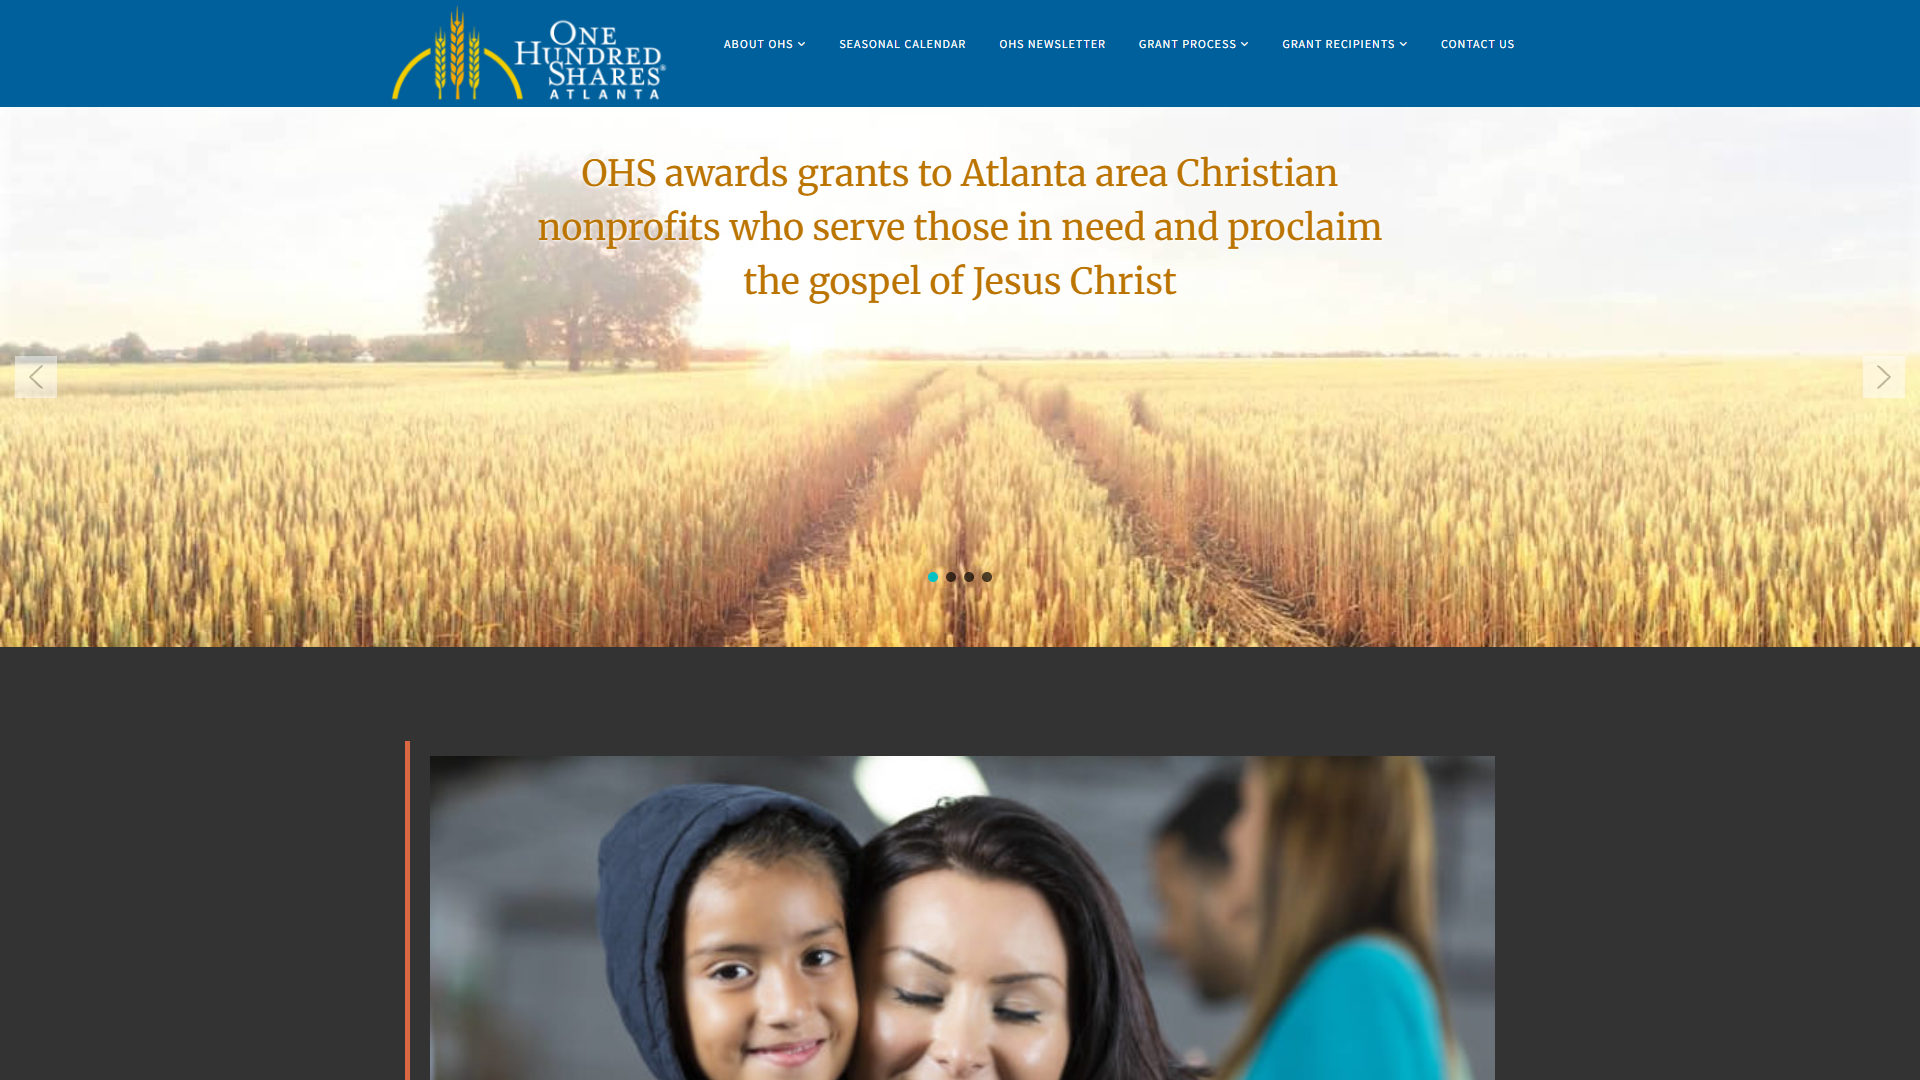 ONE
HUNDRED
SHARES®
ATLANTA
ABOUT OHS
SEASONAL CALENDAR
OHS NEWSLETTER
GRANT PROCESS
GRANT RECIPIENTS
CONTACT US
OHS awards grants to Atlanta area Christian
nonprofits who serve those in need and proclaim
the gospel of Jesus Christ